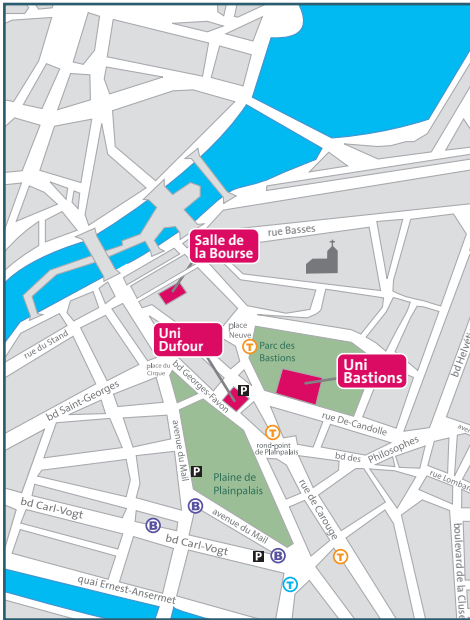 rue Basses
Salle de
la Bourse
place
Neuve
Uni
Dufour
T
Parc des
Bastions
rue du Stand
place du
Cirque
Uni
Bastions
bd Helvéti
bd Georges-Favon
P
bd Saint-Georges
rue De-Candolle
T
rond-point
de Plainpalais
bd des Philosophes
ave
avenue du Mail
P
Plaine de
Plainpalais
rue Lombar
rue de Carouge
bd Carl-Vogt
B
avenue du Mail
B
bd Carl-Vogt
P
B
T
boulevard de la Cluse
quai Ernest-Ansermet
T